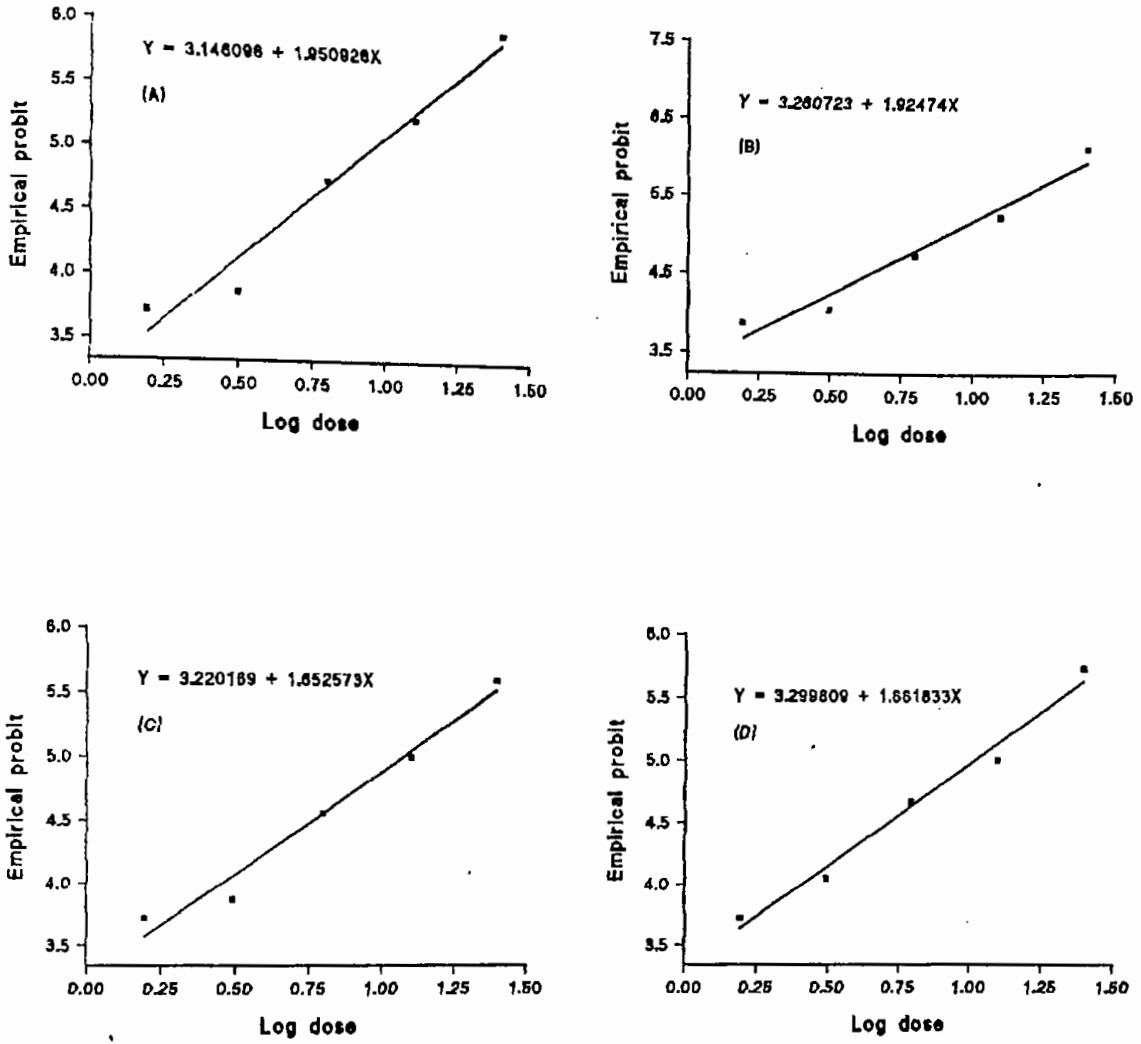 6.0
5.5
5.0
4.5
4.0
3.5
Empirical probit
Y = 3.146096 + 1.950926X
(A)
0.00 0.25 0.50 0.75 1.00 1.25 1.50
Log dose
7.5
6.5
5.5
4.5
3.5
Empirical probit
Y = 3.260723 + 1.92474X
(B)
0.00 0.25 0.50 0.75 1.00 1.25 1.50
Log dose
6.0
5.5
5.0
4.5
4.0
3.5
Empirical probit
Y = 3.220169 + 1.652573X
(C)
0.00 0.25 0.50 0.75 1.00 1.25 1.50
Log dose
6.0
5.5
5.0
4.5
4.0
3.5
Empirical probit
Y = 3.299809 + 1.661833X
(D)
0.00 0.25 0.50 0.75 1.00 1.25 1.50
Log dose